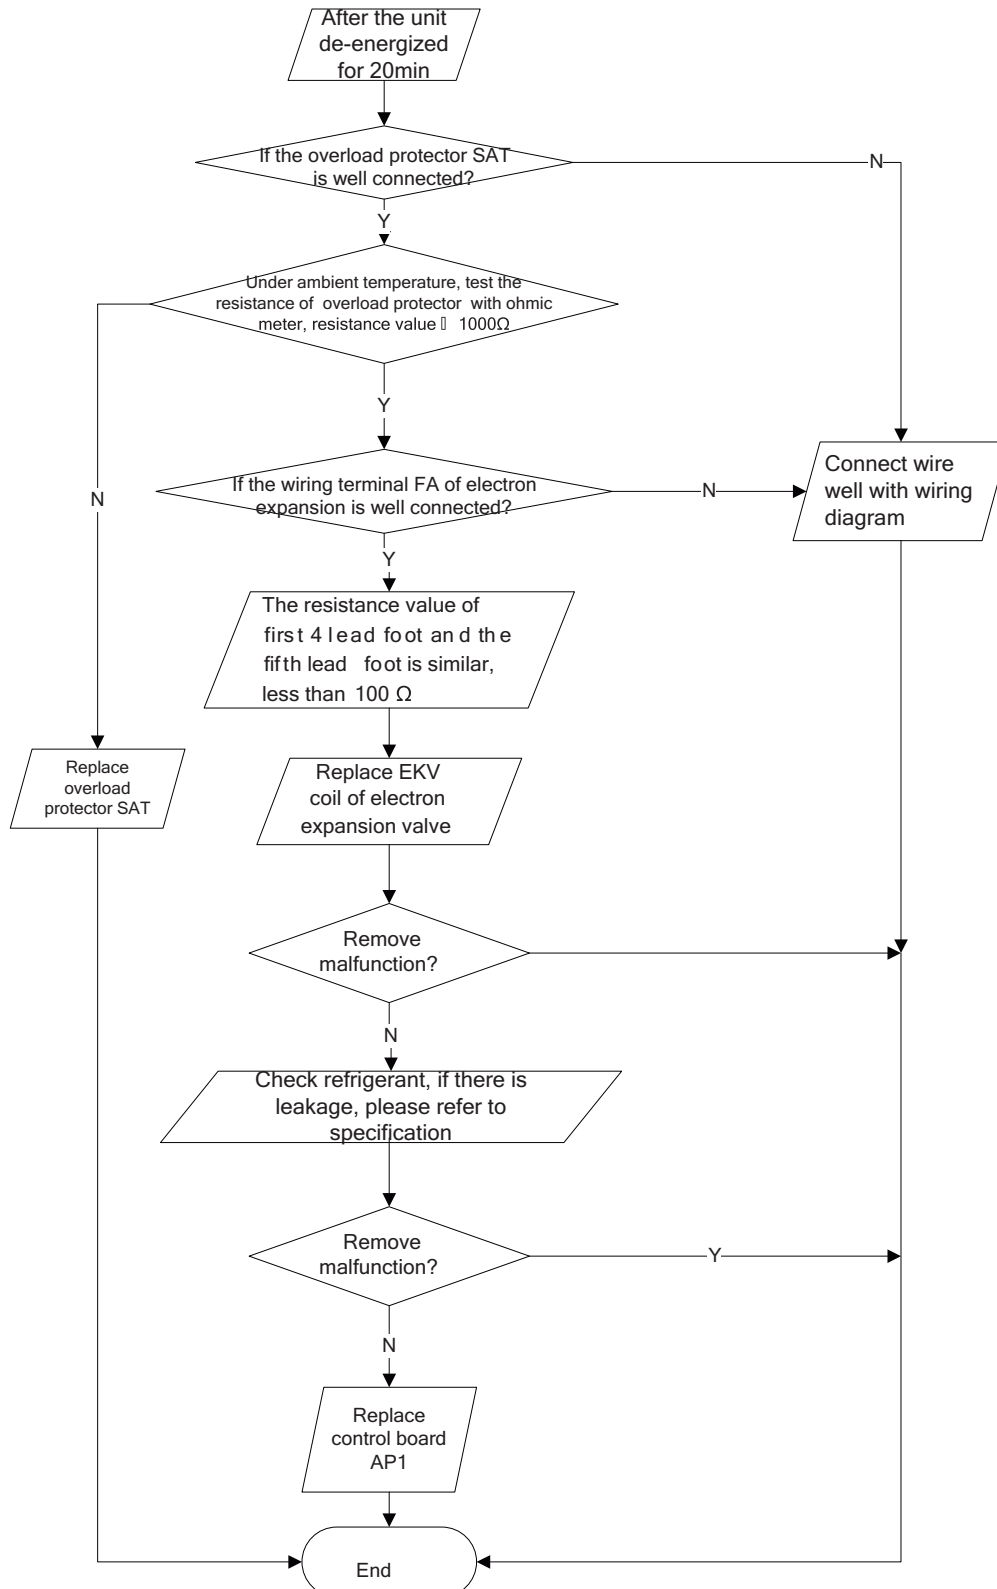 After the unit
de-energized
for 20min
If the overload protector SAT
is well connected?
N
Y
Under ambient temperature, test the
resistance of overload protector with ohmic
meter, resistance value 1000Ω
Y
N
If the wiring terminal FA of electron
expansion is well connected?
N
Connect wire
well with wiring
diagram
Y
The resistance value of
first 4 lead foot and the
fifth lead foot is similar,
less than 100 Ω
Replace
overload
protector SAT
Replace EKV
coil of electron
expansion valve
Remove
malfunction?
N
Check refrigerant, if there is
leakage, please refer to
specification
Remove
malfunction?
Y
N
Replace
control board
AP1
End